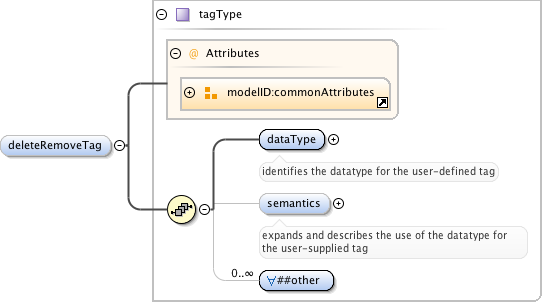 tagType
@ Attributes
modelID:commonAttributes
deleteRemoveTag
dataType
identifies the datatype for the user-defined tag
semantics
expands and describes the use of the datatype for
the user-supplied tag
0..∞
∀##other